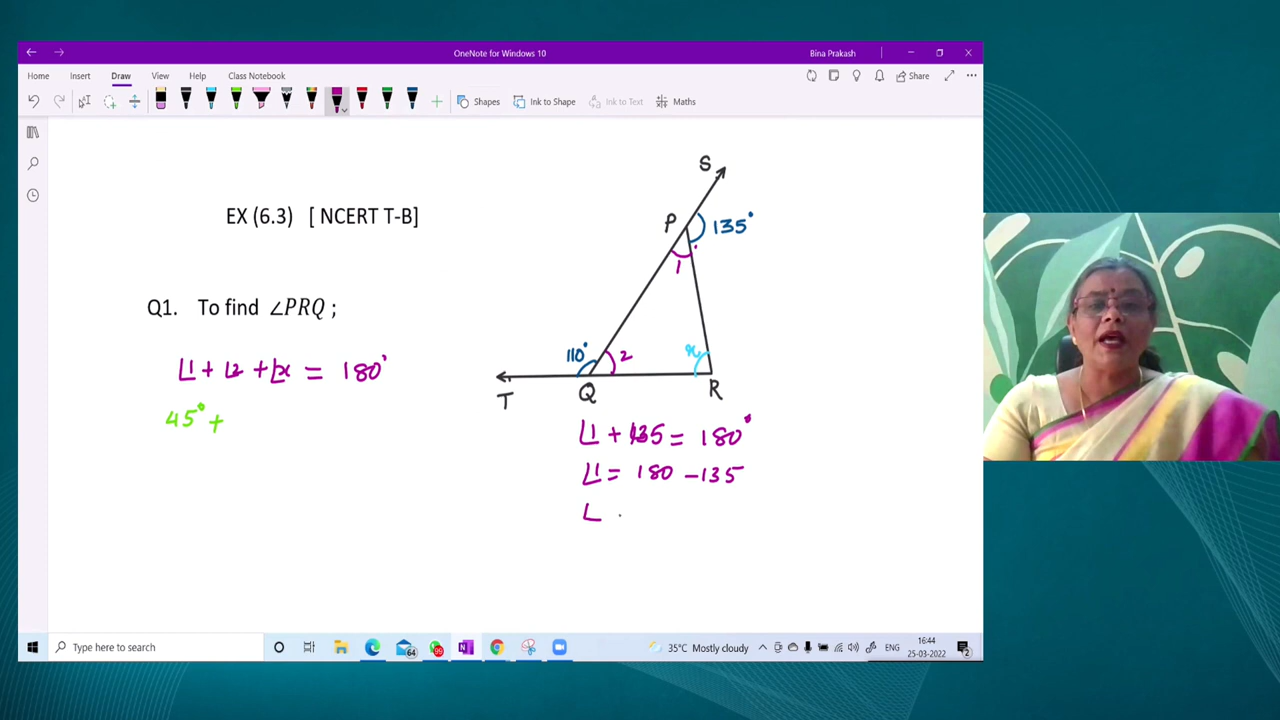 OneNote for Windows 10
Bina Prakash
Home Insert Draw View Help Class Notebook
Share
Shapes Ink to Shape Ink to Text Maths
S
P 135°
1
EX (6.3) [ NCERT T-B]
Q1. To find ∠PRQ ;
110° 2 x
T Q R
∠1 + ∠2 + ∠x = 180°
45° +
∠1 + 135 = 180°
∠1 = 180 - 135
∠
Type here to search
64
99
35°C Mostly cloudy
ENG
16:44
25-03-2022
2